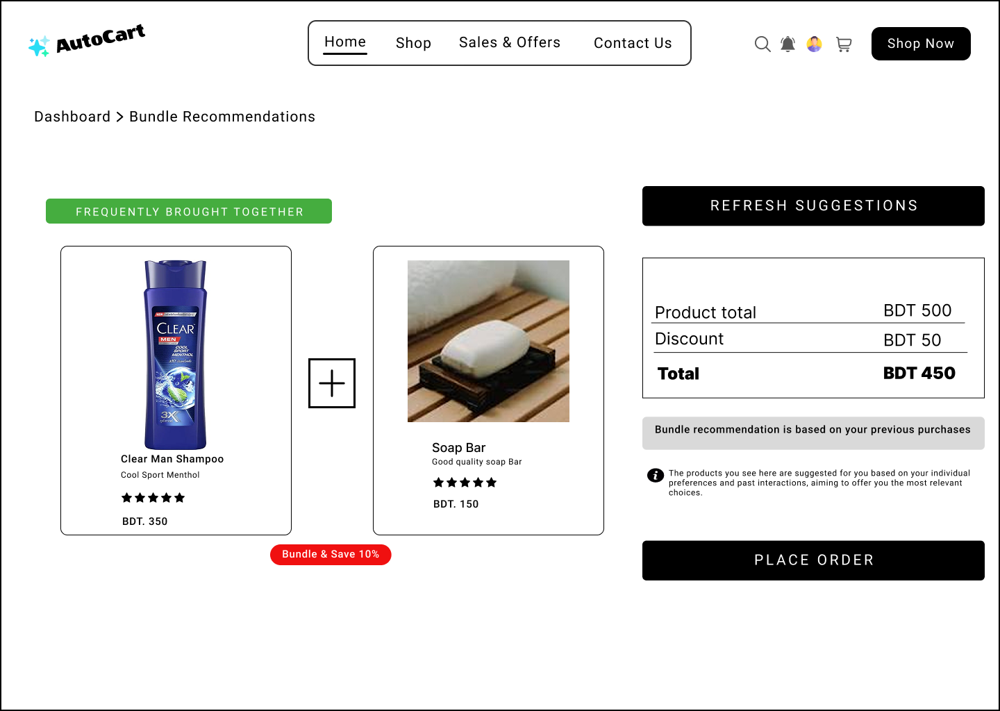 AutoCart
Home
Shop
Sales & Offers
Contact Us
Shop Now
Dashboard > Bundle Recommendations
FREQUENTLY BROUGHT TOGETHER
REFRESH SUGGESTIONS
CLEAR
MEN
COOL
SPORT
MENTHOL
3X
Clear Man Shampoo
Cool Sport Menthol
BDT. 350
Soap Bar
Good quality soap Bar
BDT. 150
Bundle & Save 10%
Product total BDT 500
Discount BDT 50
Total BDT 450
Bundle recommendation is based on your previous purchases
The products you see here are suggested for you based on your individual
preferences and past interactions, aiming to offer you the most relevant
choices.
PLACE ORDER